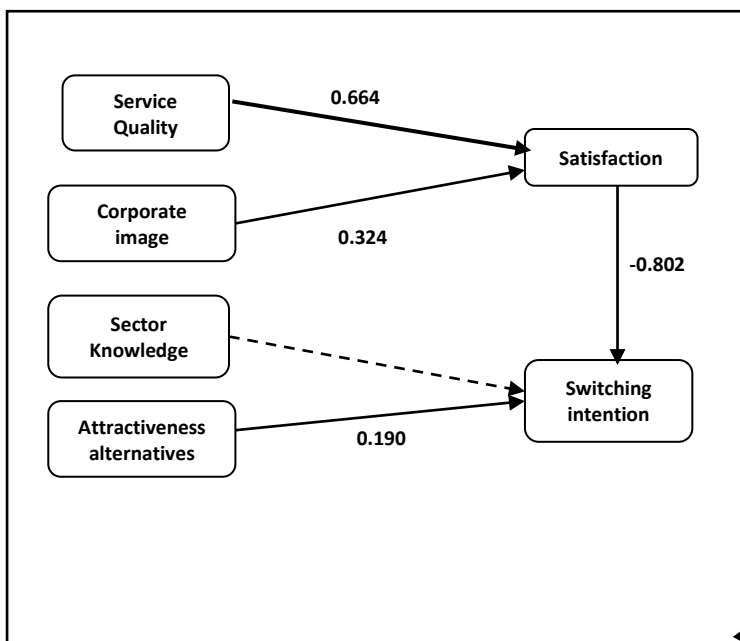 Service
Quality
0.664
Satisfaction
Corporate
image
0.324
-0.802
Sector
Knowledge
Switching
intention
Attractiveness
alternatives
0.190